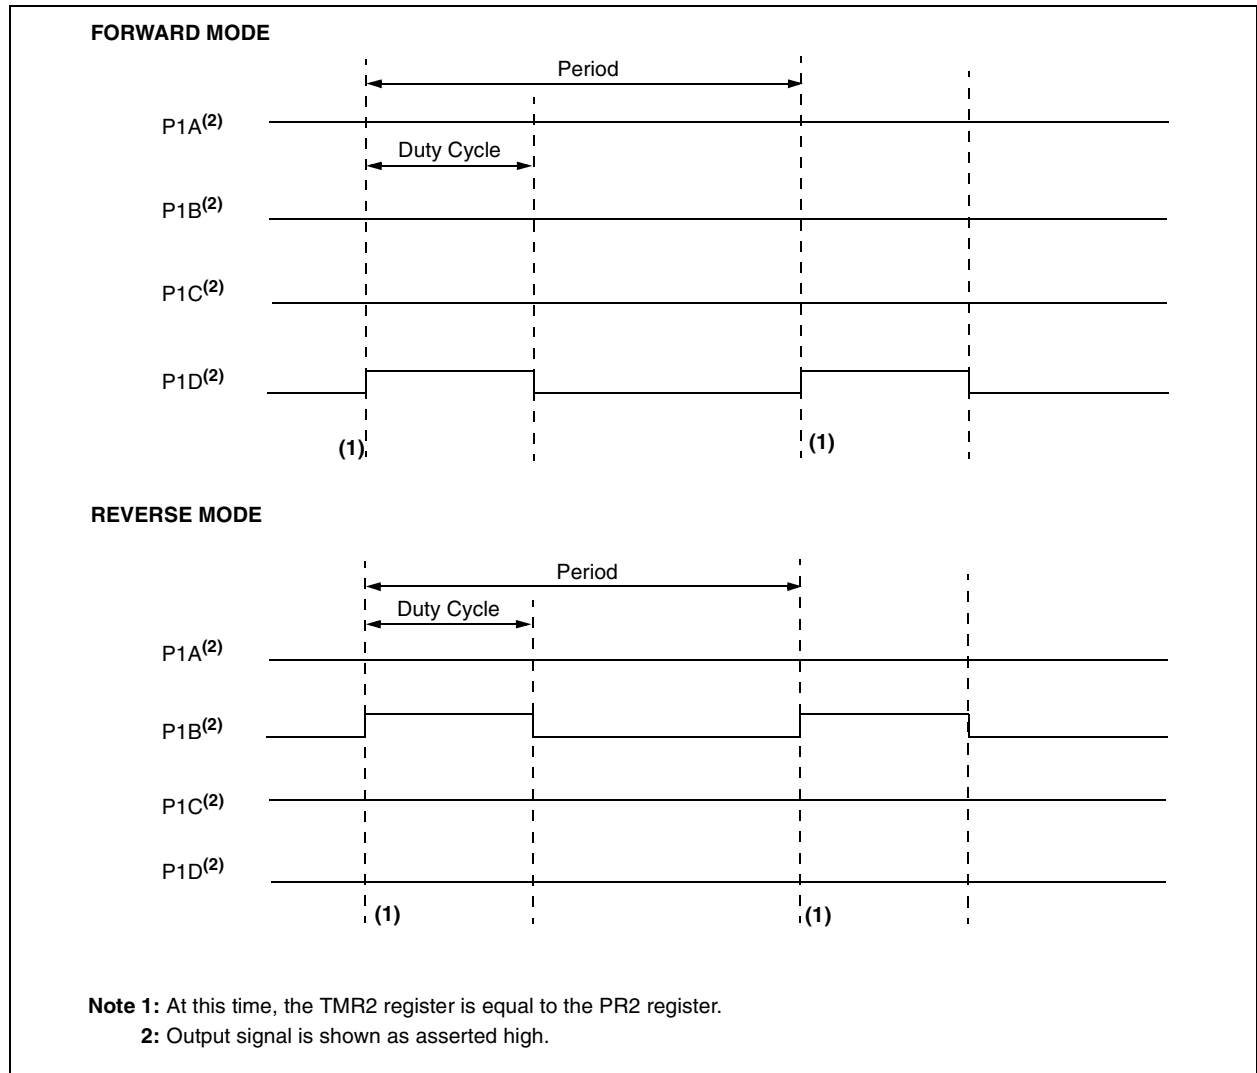 FORWARD MODE
Period
P1A(2)
Duty Cycle
P1B(2)
P1C(2)
P1D(2)
(1)
(1)
REVERSE MODE
Period
Duty Cycle
P1A(2)
P1B(2)
P1C(2)
P1D(2)
(1)
(1)
Note 1: At this time, the TMR2 register is equal to the PR2 register.
2: Output signal is shown as asserted high.